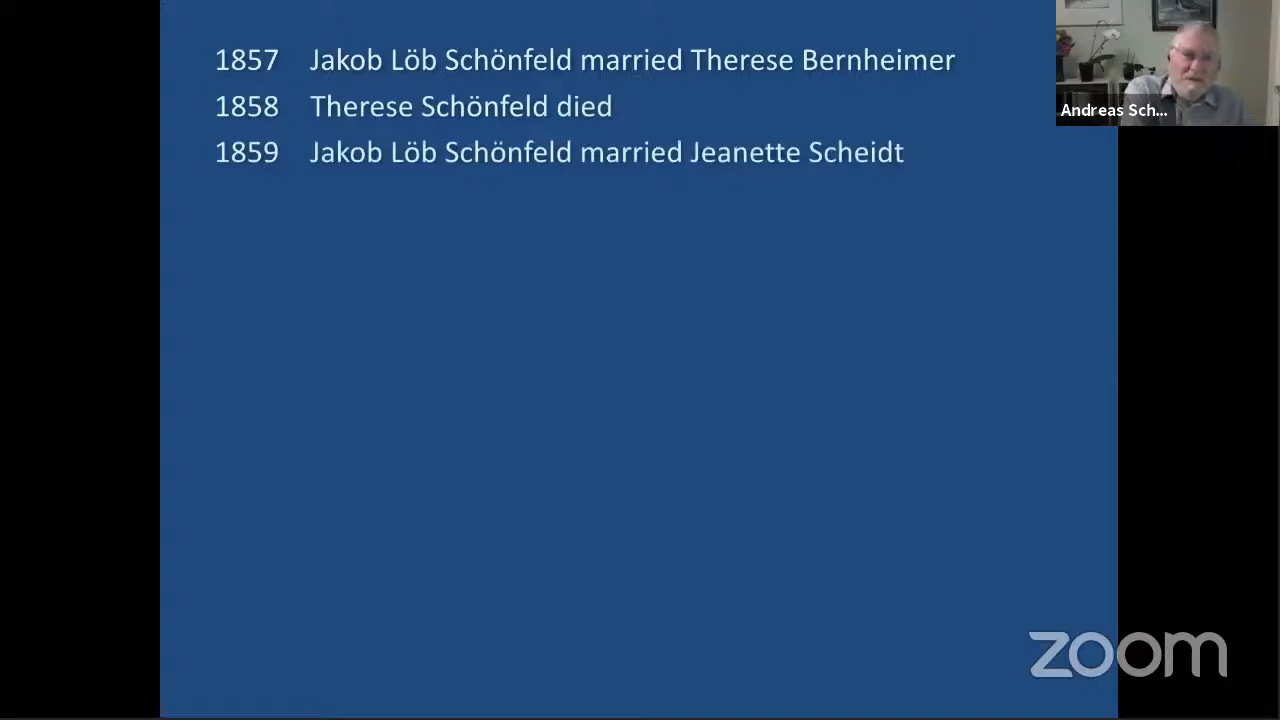 1857 Jakob Löb Schönfeld married Therese Bernheimer
1858 Therese Schönfeld died
1859 Jakob Löb Schönfeld married Jeanette Scheidt
Andreas Sch...
zoom